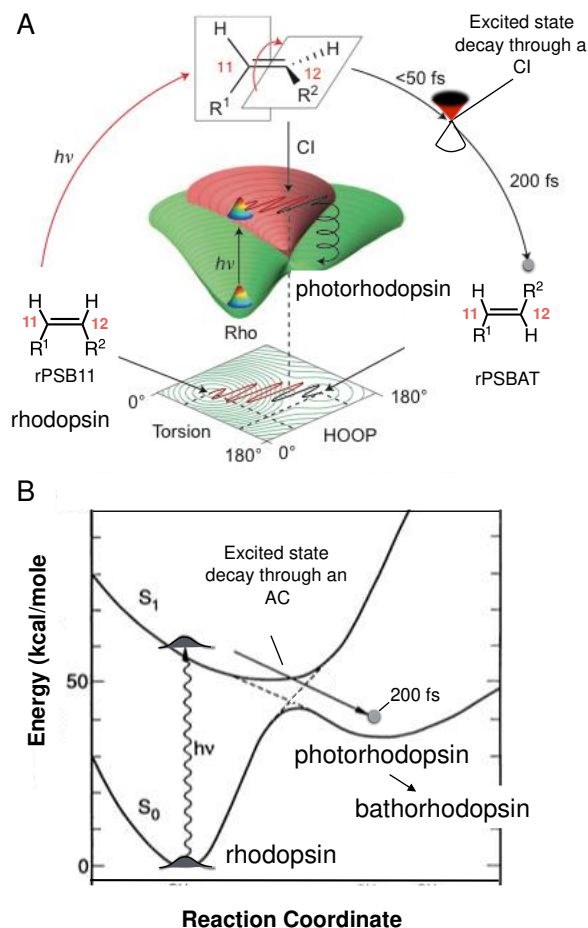 A
Excited state
decay through a
CI
H
H
11
12
R1
R2
<50 fs
hν
CI
200 fs
hν
photorhodopsin
Rho
H H
11 12
R1 R2
rPSB11
rhodopsin
H R2
11 12
R1 H
rPSBAT
0°
180°
Torsion
HOOP
180° 0°
B
Energy (kcal/mole)
Excited state
decay through an
AC
S1
50
200 fs
hν
photorhodopsin
bathorhodopsin
S0
rhodopsin
0
Reaction Coordinate